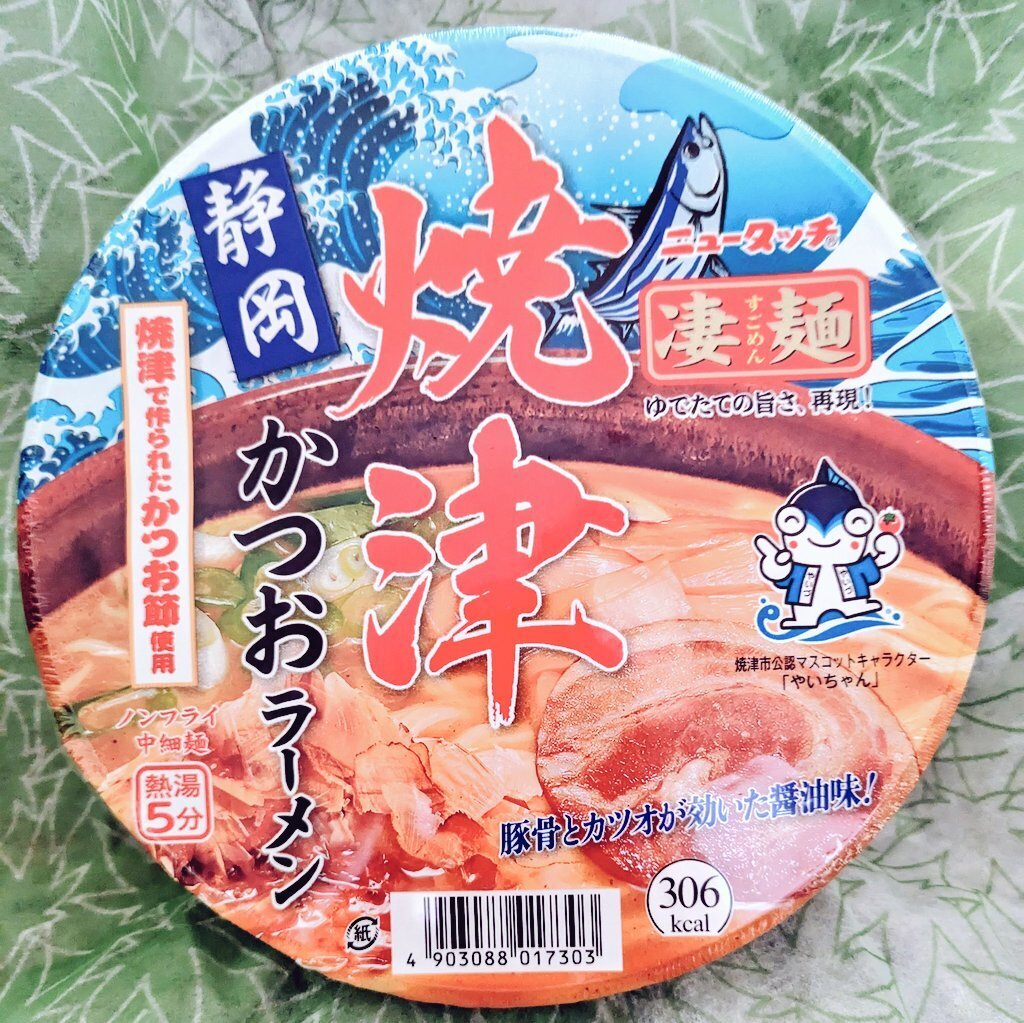 静岡
焼津
かつおラーメン
焼津で作られたかつお節使用
ニュータッチ®
凄麺
すごめん
ゆでたての旨さ、再現!
焼津市公認マスコットキャラクター
「やいちゃん」
ノンフライ
中細麺
熱湯
5分
豚骨とカツオが効いた醤油味!
306
kcal
紙
4 903088 017303